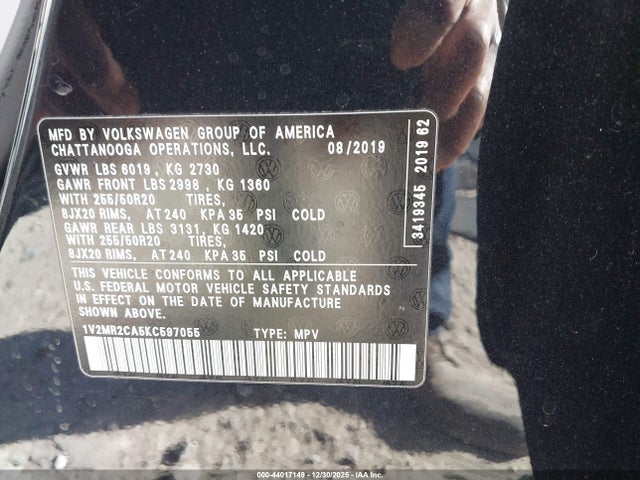 MFD BY VOLKSWAGEN GROUP OF AMERICA
CHATTANOOGA OPERATIONS, LLC. 08/2019
GVWR LBS 6019, KG 2730
GAWR FRONT LBS 2998, KG 1360
WITH 255/50R20 TIRES,
8JX20 RIMS, AT 240 KPA 35 PSI COLD
GAWR REAR LBS 3131, KG 1420
WITH 255/50R20 TIRES,
8JX20 RIMS, AT 240 KPA 35 PSI COLD
THIS VEHICLE CONFORMS TO ALL APPLICABLE
U.S. FEDERAL MOTOR VEHICLE SAFETY STANDARDS
IN EFFECT ON THE DATE OF MANUFACTURE
SHOWN ABOVE.
1V2MR2CA5KC597055 TYPE: MPV
3419345 2019 62
000-44017149 - 12/30/2025 - IAA Inc.